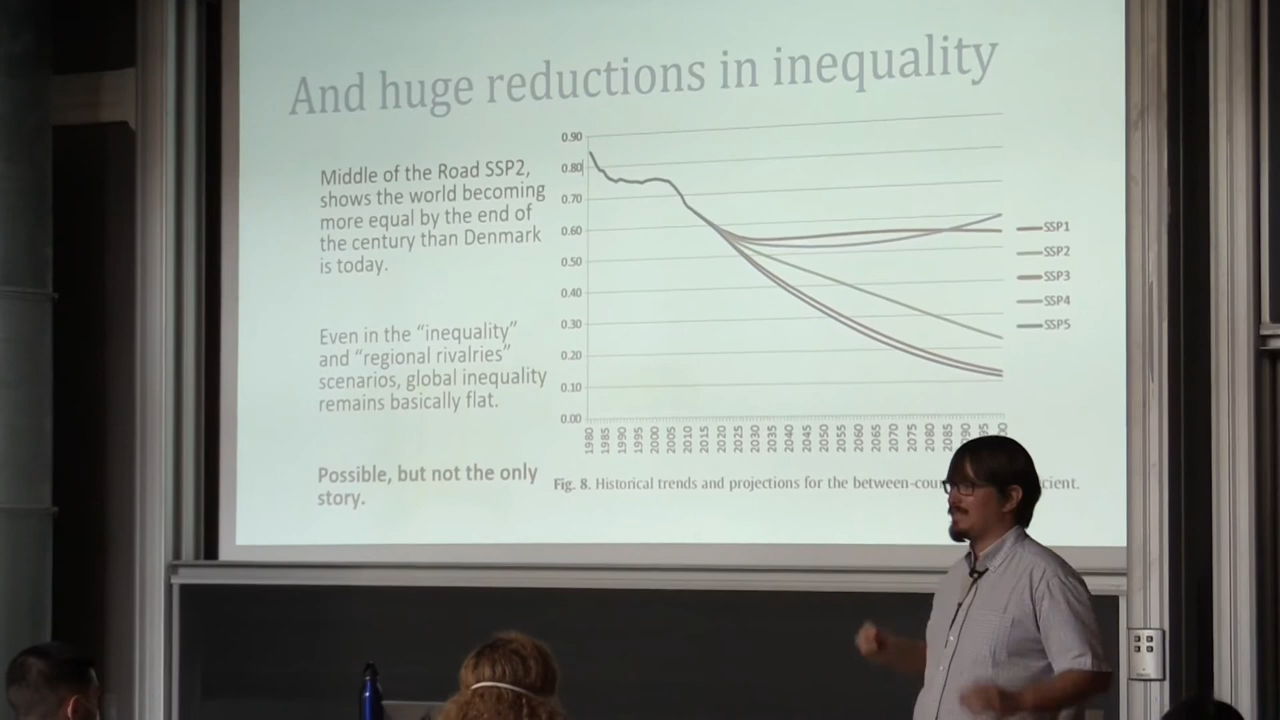 And huge reductions in inequality
Middle of the Road SSP2,
shows the world becoming
more equal by the end of
the century than Denmark
is today.
Even in the “inequality”
and “regional rivalries”
scenarios, global inequality
remains basically flat.
Possible, but not the only
story.
0.90
0.80
0.70
0.60
0.50
0.40
0.30
0.20
0.10
0.00
1980
1985
1990
1995
2000
2005
2010
2015
2020
2025
2030
2035
2040
2045
2050
2055
2060
2065
2070
2075
2080
2085
SSP1
SSP2
SSP3
SSP4
SSP5
Fig. 8. Historical trends and projections for the between-cou cient.